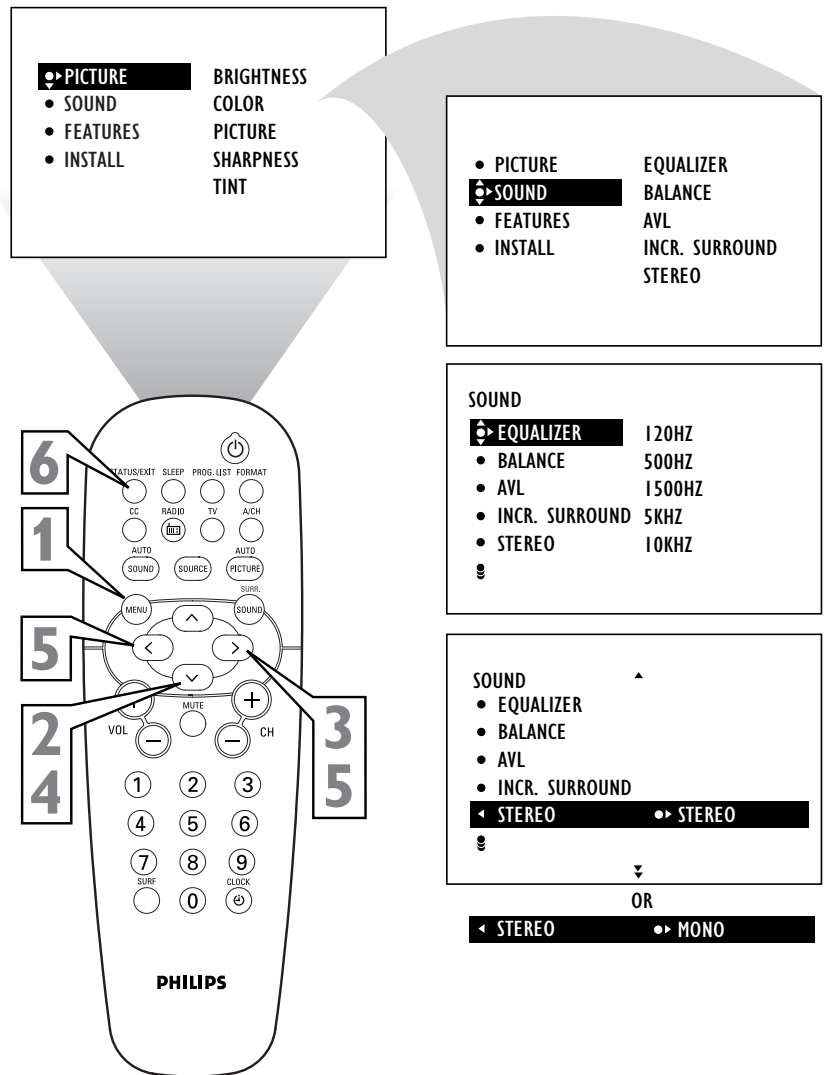 PICTURE BRIGHTNESS
SOUND COLOR
FEATURES PICTURE
INSTALL SHARPNESS
TINT
PICTURE EQUALIZER
SOUND BALANCE
FEATURES AVL
INSTALL INCR. SURROUND
STEREO
SOUND
EQUALIZER 120HZ
BALANCE 500HZ
AVL 1500HZ
INCR. SURROUND 5KHZ
STEREO 10KHZ
SOUND
EQUALIZER
BALANCE
AVL
INCR. SURROUND
STEREO STEREO
OR
STEREO MONO
6
1
5
2
4
3
5
STATUS/EXIT SLEEP PROG. LIST FORMAT
CC RADIO TV A/CH
AUTO AUTO
SOUND SOURCE PICTURE
SURR.
MENU SOUND
MUTE
VOL CH
1 2 3
4 5 6
7 8 9
SURF CLOCK
0
PHILIPS